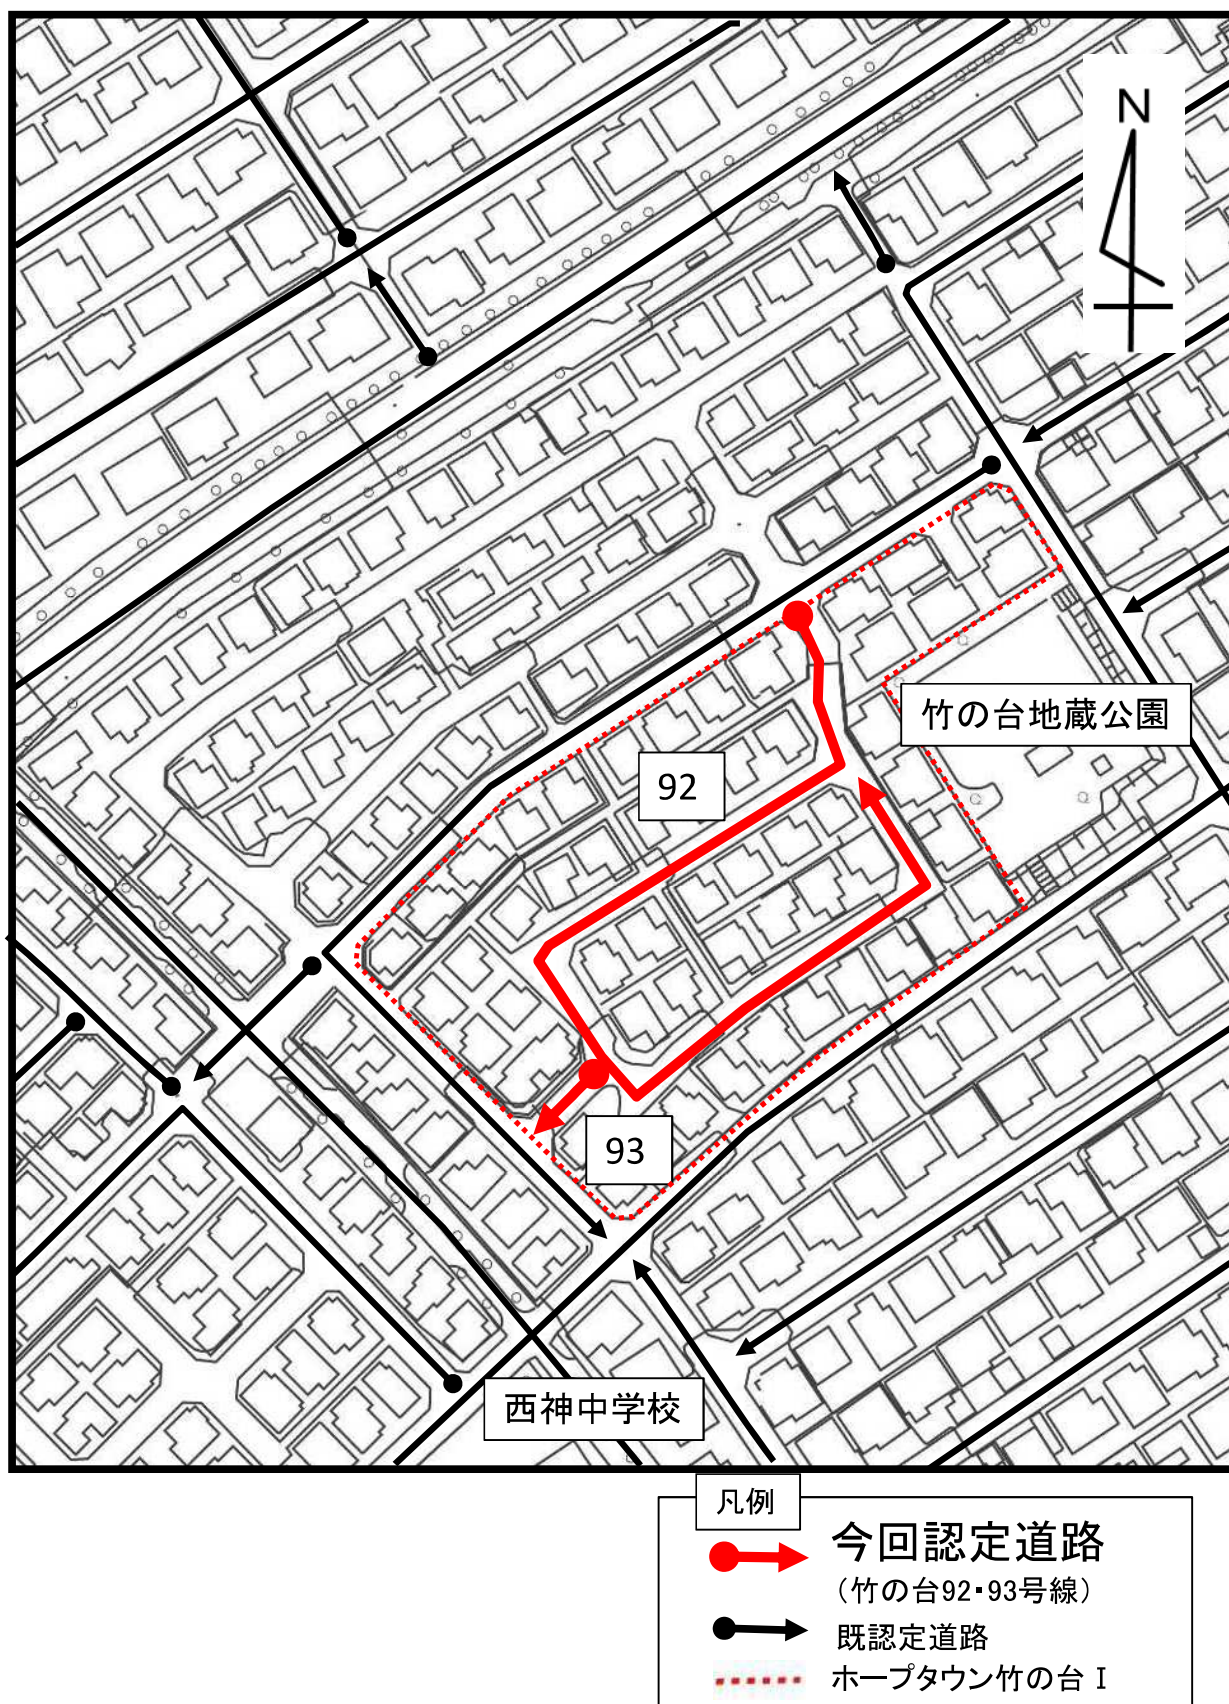 N
竹の台地蔵公園
92
93
西神中学校
凡例
今回認定道路
(竹の台92・93号線)
既認定道路
ホープタウン竹の台Ⅰ